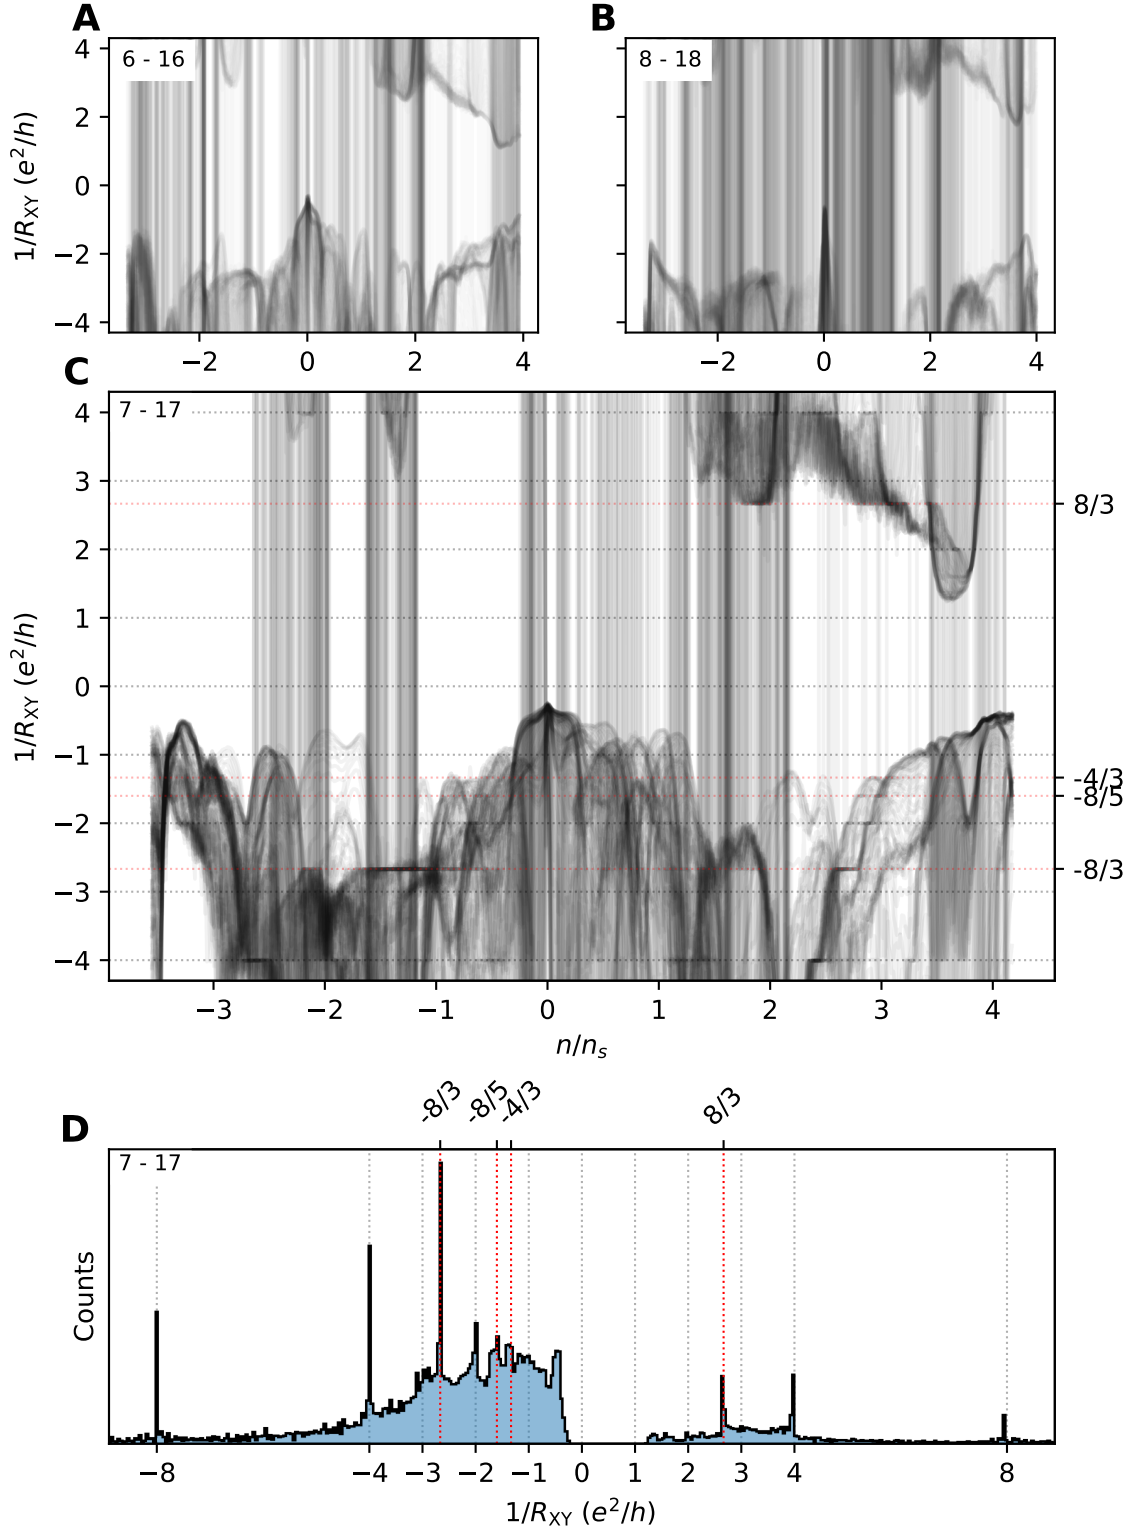 A
B
6 - 16
8 - 18
4
2
0
−2
−4
1/R_XY (e²/h)
−2 0 2 4
−2 0 2 4
C
7 - 17
4
3
2
1
0
−1
−2
−3
−4
1/R_XY (e²/h)
8/3
-4/3
-8/5
-8/3
−3 −2 −1 0 1 2 3 4
n/n_s
D
-8/3 -8/5 -4/3 8/3
7 - 17
Counts
−8 −4 −3 −2 −1 0 1 2 3 4 8
1/R_XY (e²/h)